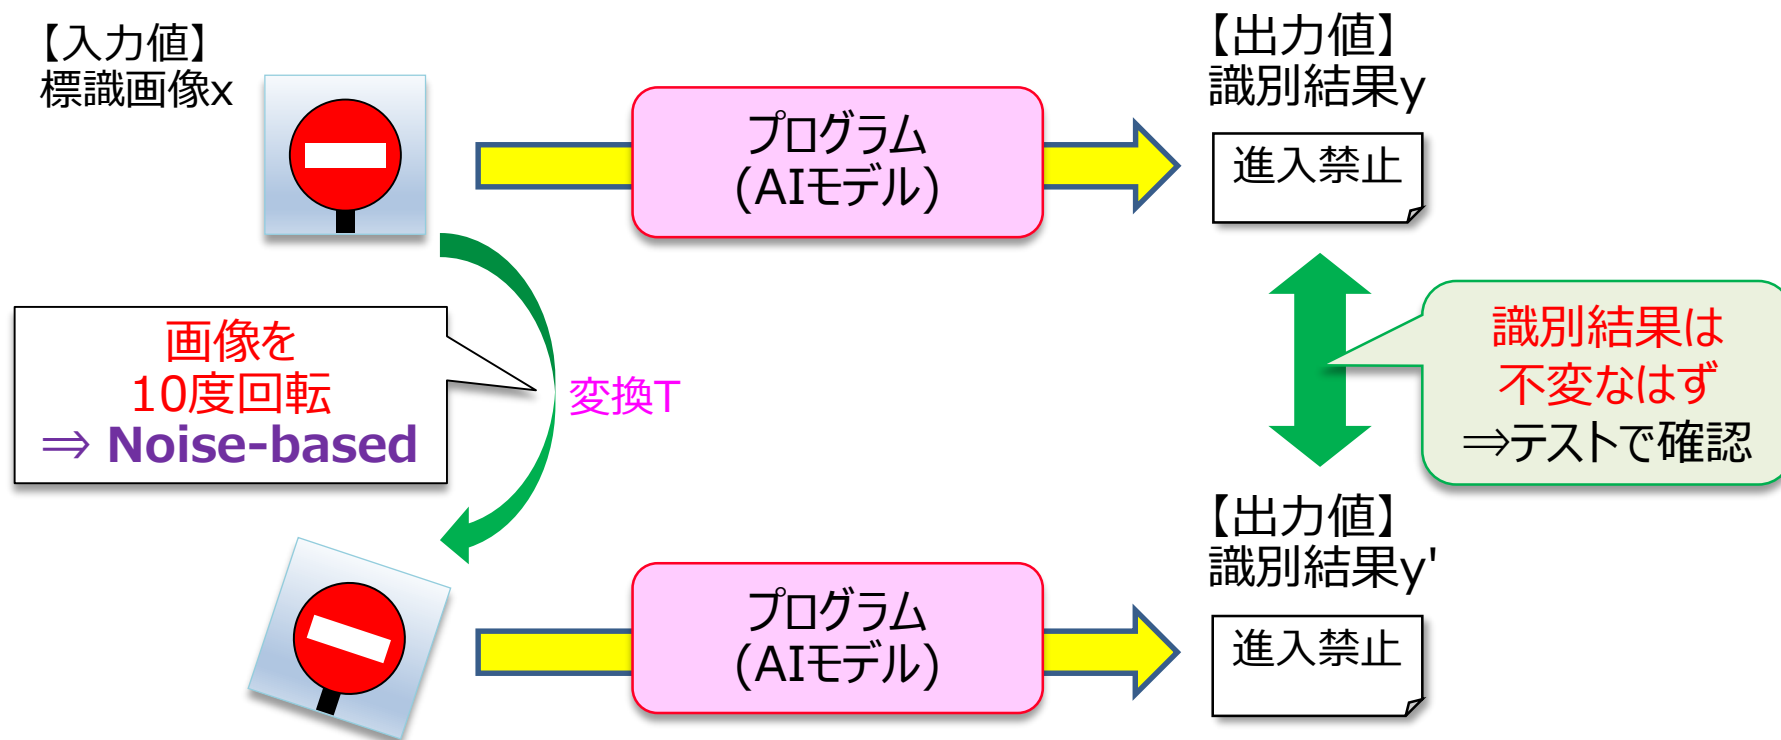 【入力値】
標識画像x
プログラム
(AIモデル)
【出力値】
識別結果y
進入禁止
画像を
10度回転
⇒ Noise-based
変換T
識別結果は
不変なはず
⇒テストで確認
プログラム
(AIモデル)
【出力値】
識別結果y'
進入禁止